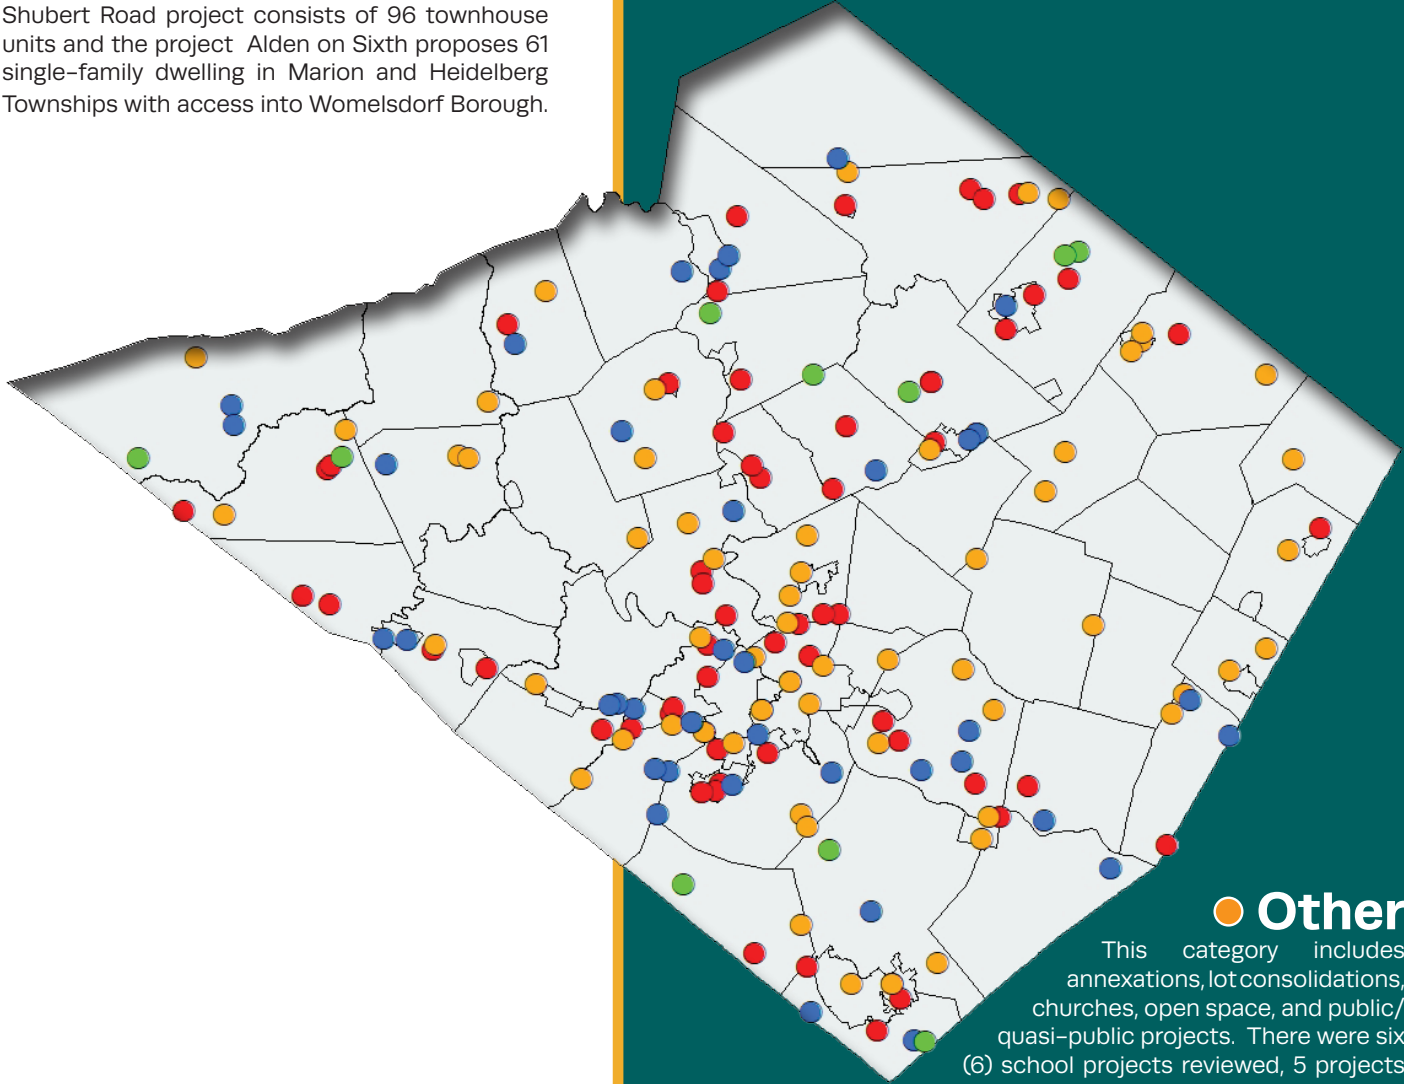 Shubert Road project consists of 96 townhouse
units and the project Alden on Sixth proposes 61
single-family dwelling in Marion and Heidelberg
Townships with access into Womelsdorf Borough.
Other
This category includes
annexations, lot consolidations,
churches, open space, and public/
quasi-public projects. There were six
(6) school projects reviewed, 5 projects